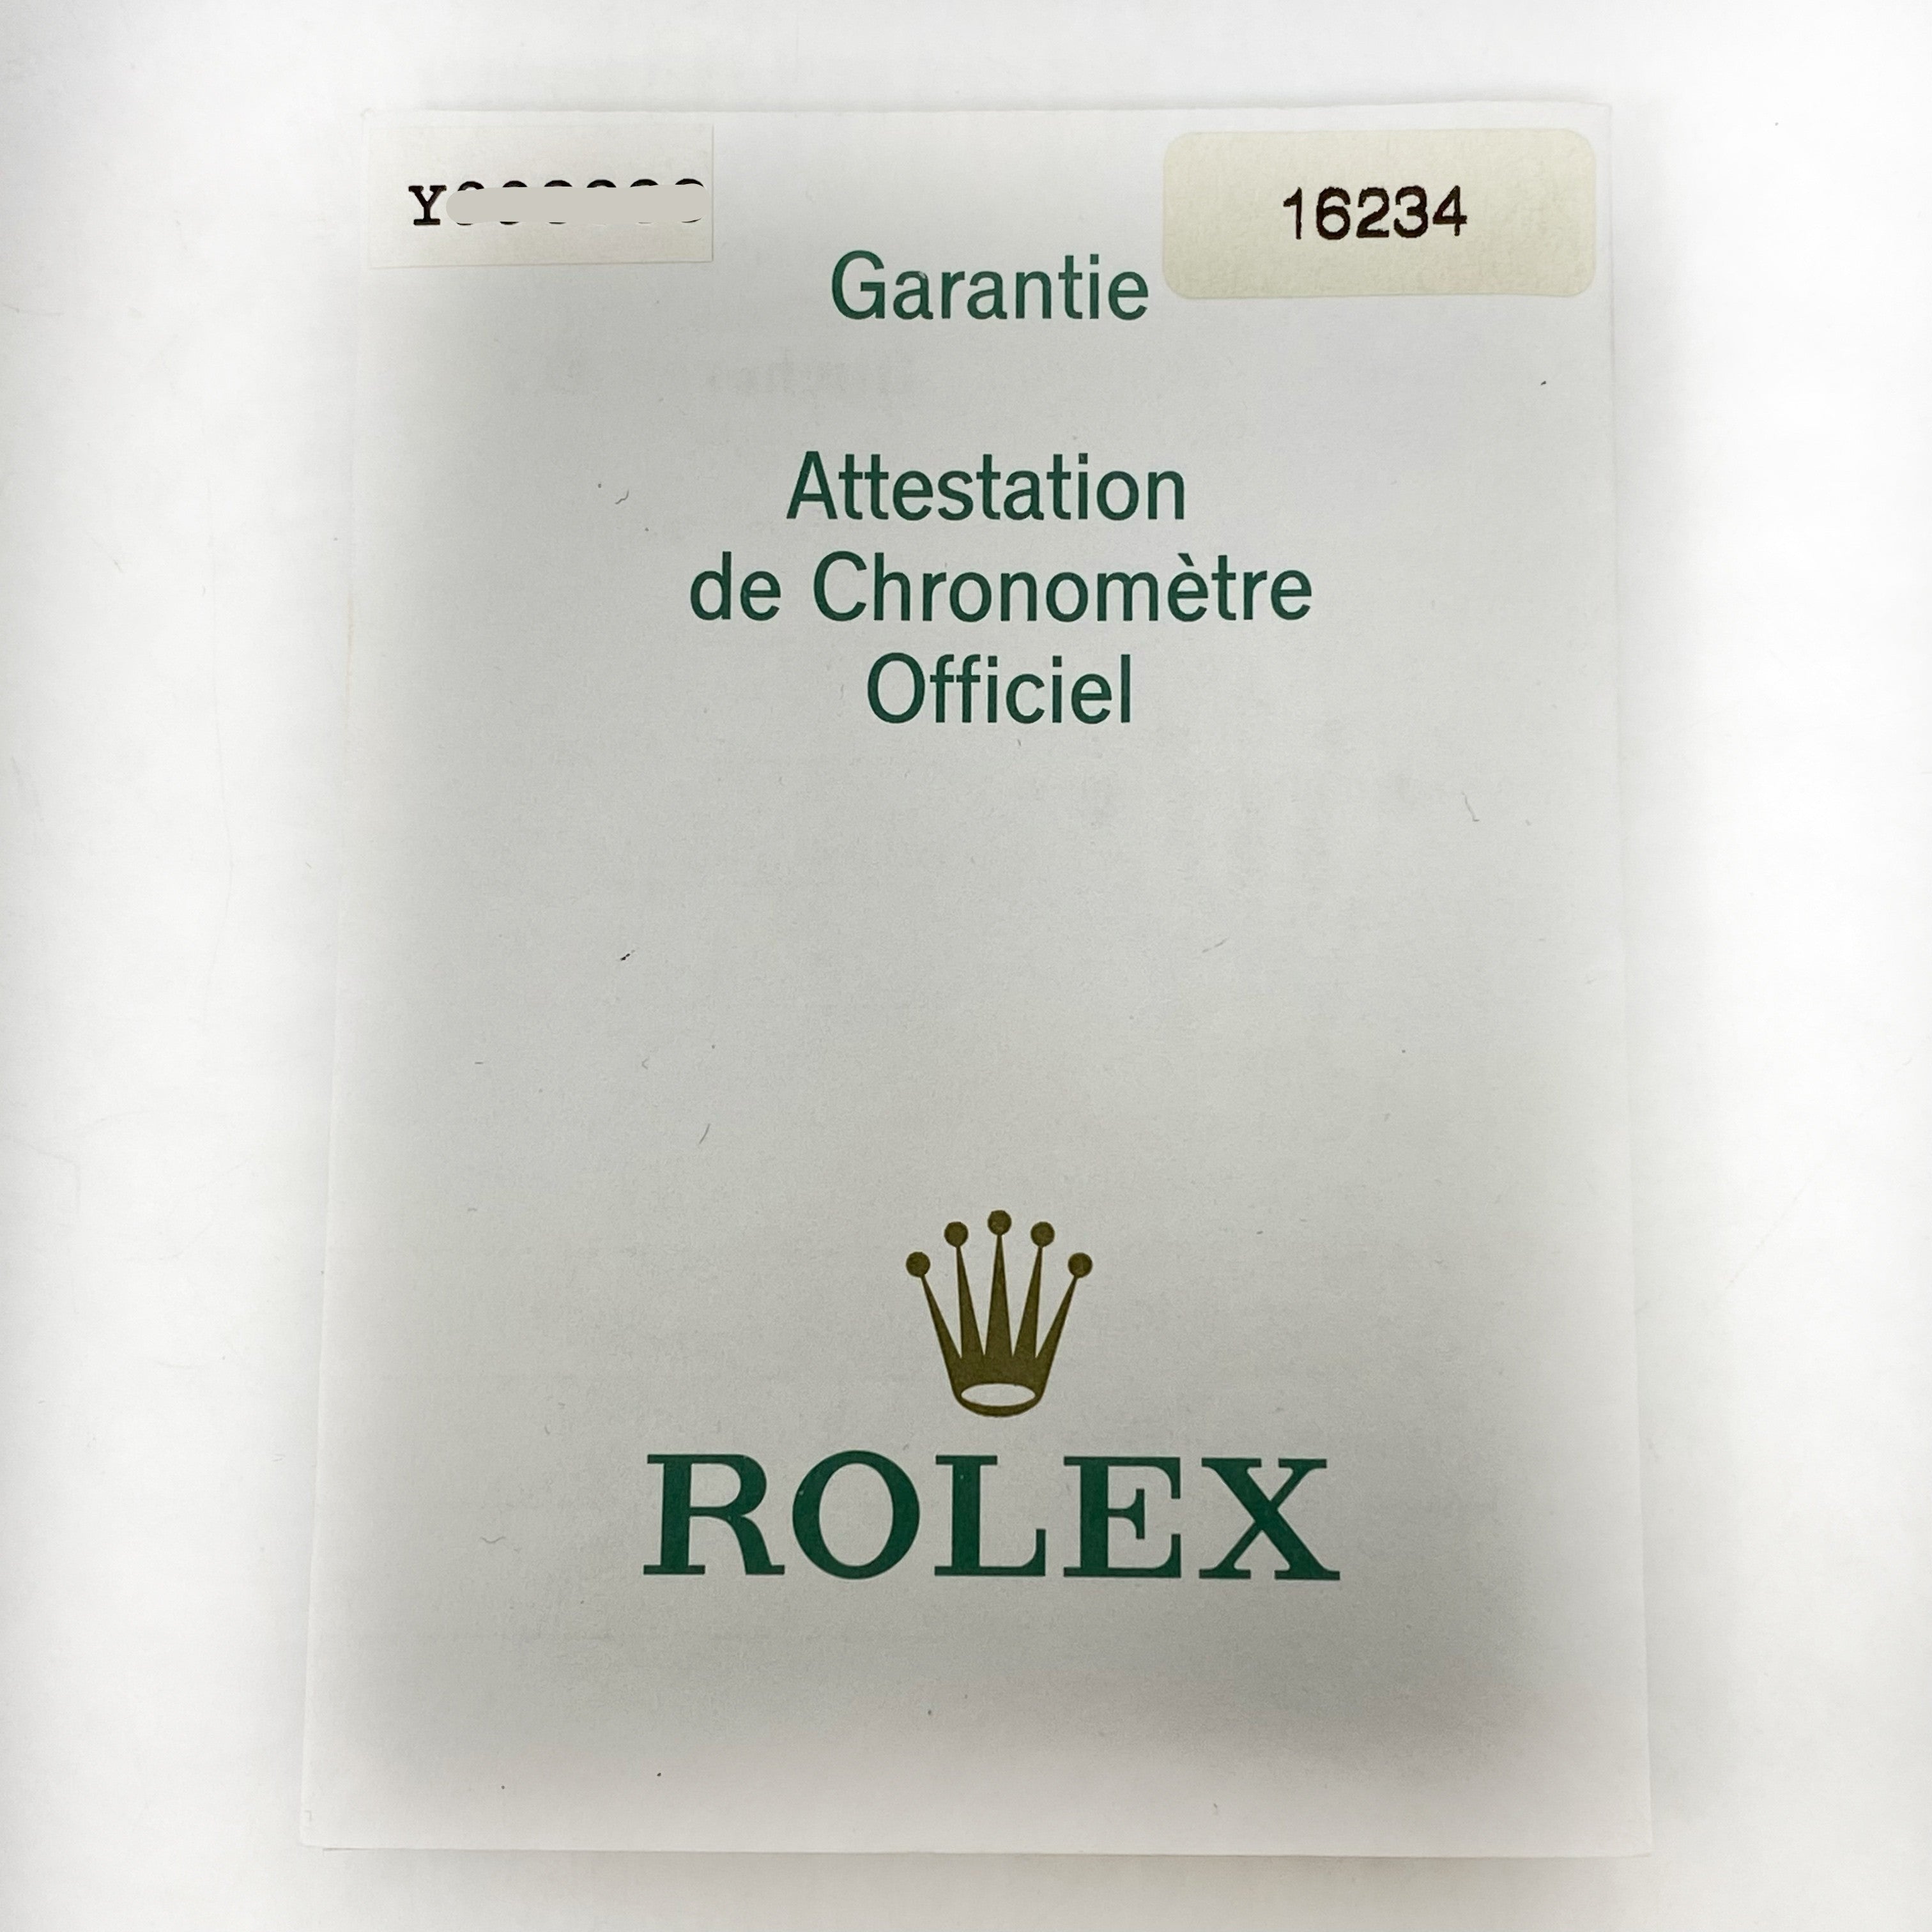 Y
16234
Garantie
Attestation
de Chronomètre
Officiel
ROLEX